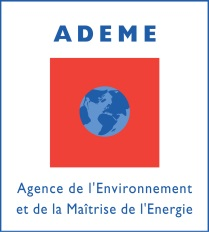 ADEME
Agence de l'Environnement
et de la Maîtrise de l'Energie